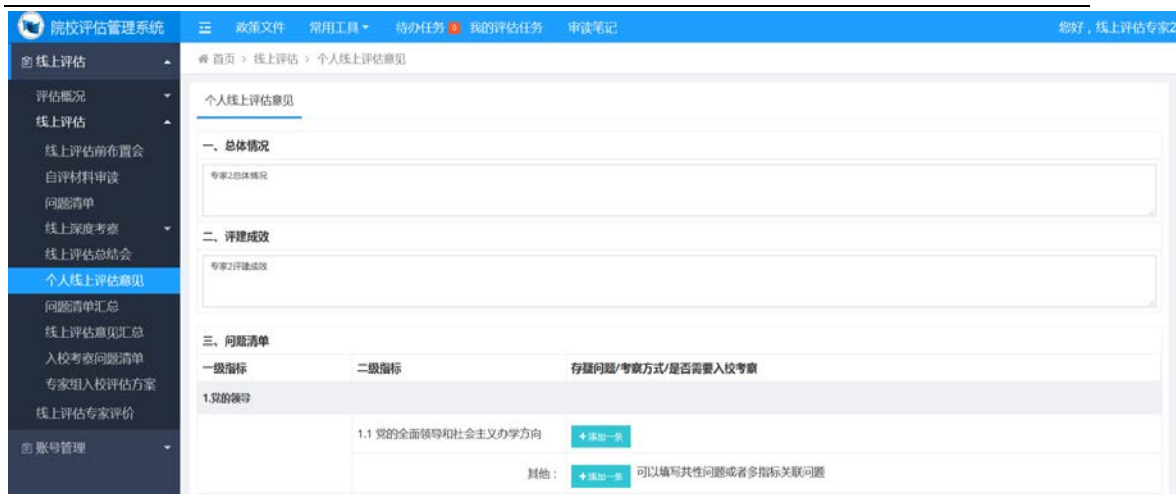 院校评估管理系统
政策文件 常用工具 待办任务 0 我的评估任务 审读笔记
您好，线上评估专家2
线上评估
首页 > 线上评估 > 个人线上评估意见
评估概况
线上评估
线上评估前布置会
自评材料审读
问题清单
线上深度考察
线上评估总结会
个人线上评估意见
问题清单汇总
线上评估意见汇总
入校考察问题清单
专家组入校评估方案
线上评估专家评价
账号管理
个人线上评估意见
一、总体情况
专家2总体情况
二、评建成效
专家2评建成效
三、问题清单
一级指标 二级指标 存疑问题/考察方式/是否需要入校考察
1.党的领导
1.1 党的全面领导和社会主义办学方向 +添加一条
其他： +添加一条 可以填写共性问题或者多指标关联问题